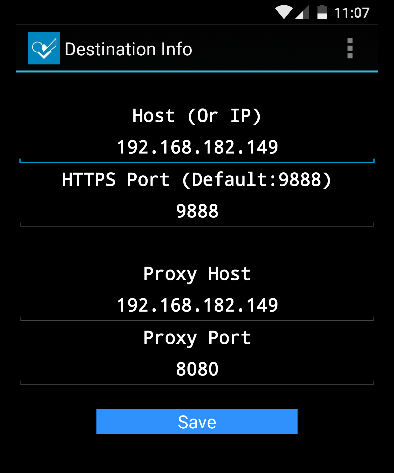 11:07
Destination Info
Host (Or IP)
192.168.182.149
HTTPS Port (Default:9888)
9888
Proxy Host
192.168.182.149
Proxy Port
8080
Save